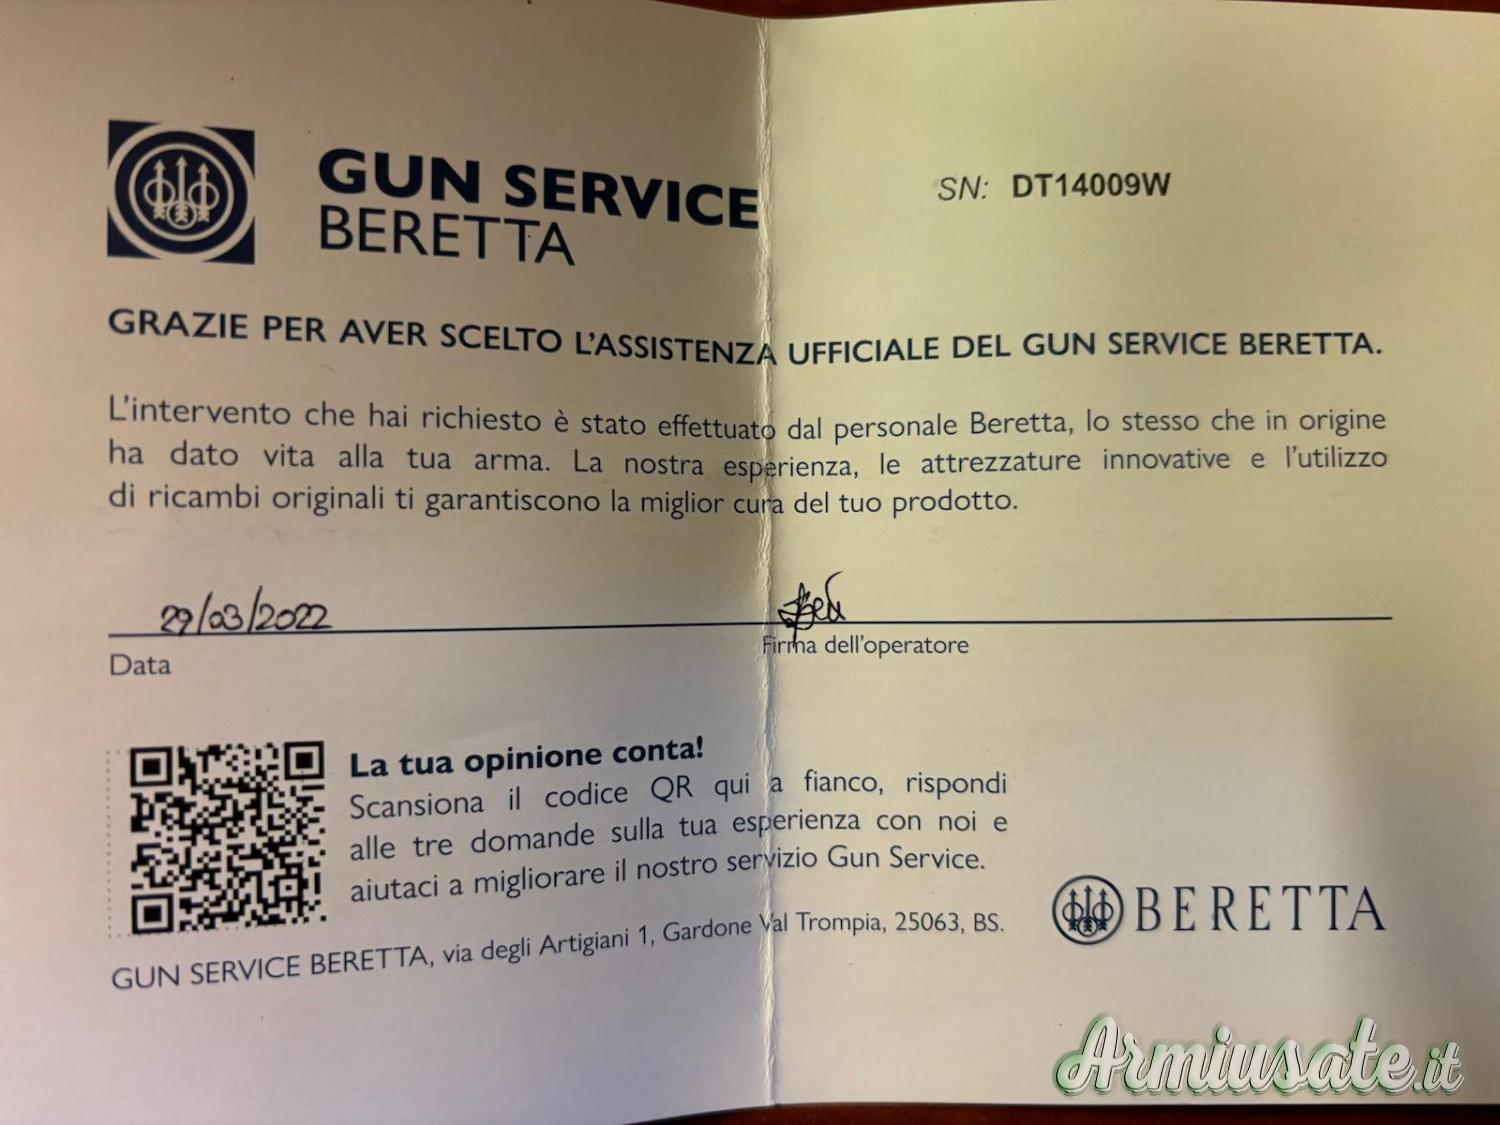 GUN SERVICE
BERETTA
SN: DT14009W
GRAZIE PER AVER SCELTO L'ASSISTENZA UFFICIALE DEL GUN SERVICE BERETTA.
L'intervento che hai richiesto è stato effettuato dal personale Beretta, lo stesso che in origine
ha dato vita alla tua arma. La nostra esperienza, le attrezzature innovative e l'utilizzo
di ricambi originali ti garantiscono la miglior cura del tuo prodotto.
29/03/2022
Data
Firma dell'operatore
La tua opinione conta!
Scansiona il codice QR qui a fianco, rispondi
alle tre domande sulla tua esperienza con noi e
aiutaci a migliorare il nostro servizio Gun Service.
GUN SERVICE BERETTA, via degli Artigiani 1, Gardone Val Trompia, 25063, BS.
BERETTA
Armiusate.it